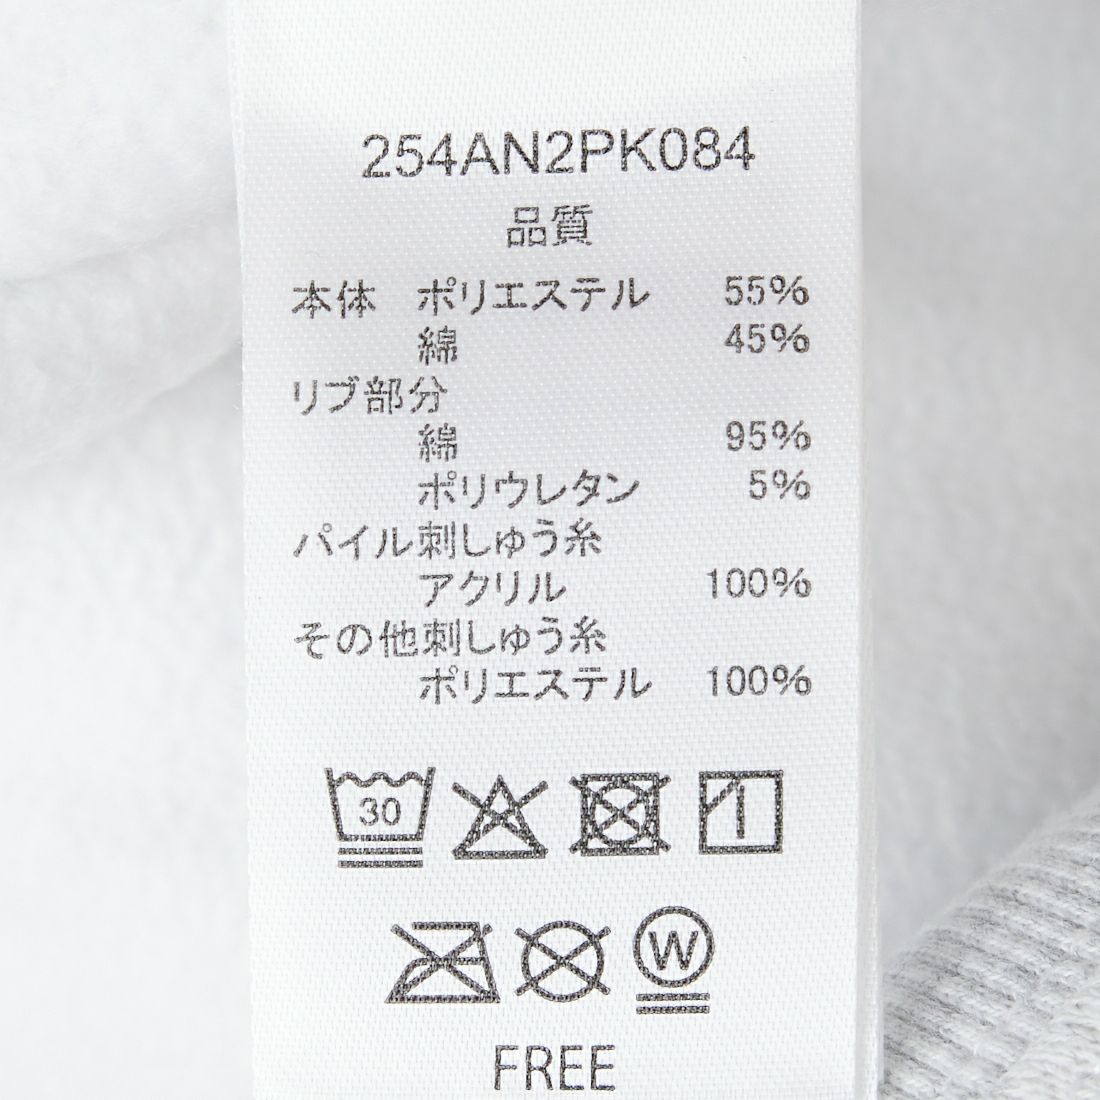 254AN2PK084
品質
本体 ポリエステル 55%
綿 45%
リブ部分
綿 95%
ポリウレタン 5%
パイル刺しゅう糸
アクリル 100%
その他刺しゅう糸
ポリエステル 100%
30
W
FREE